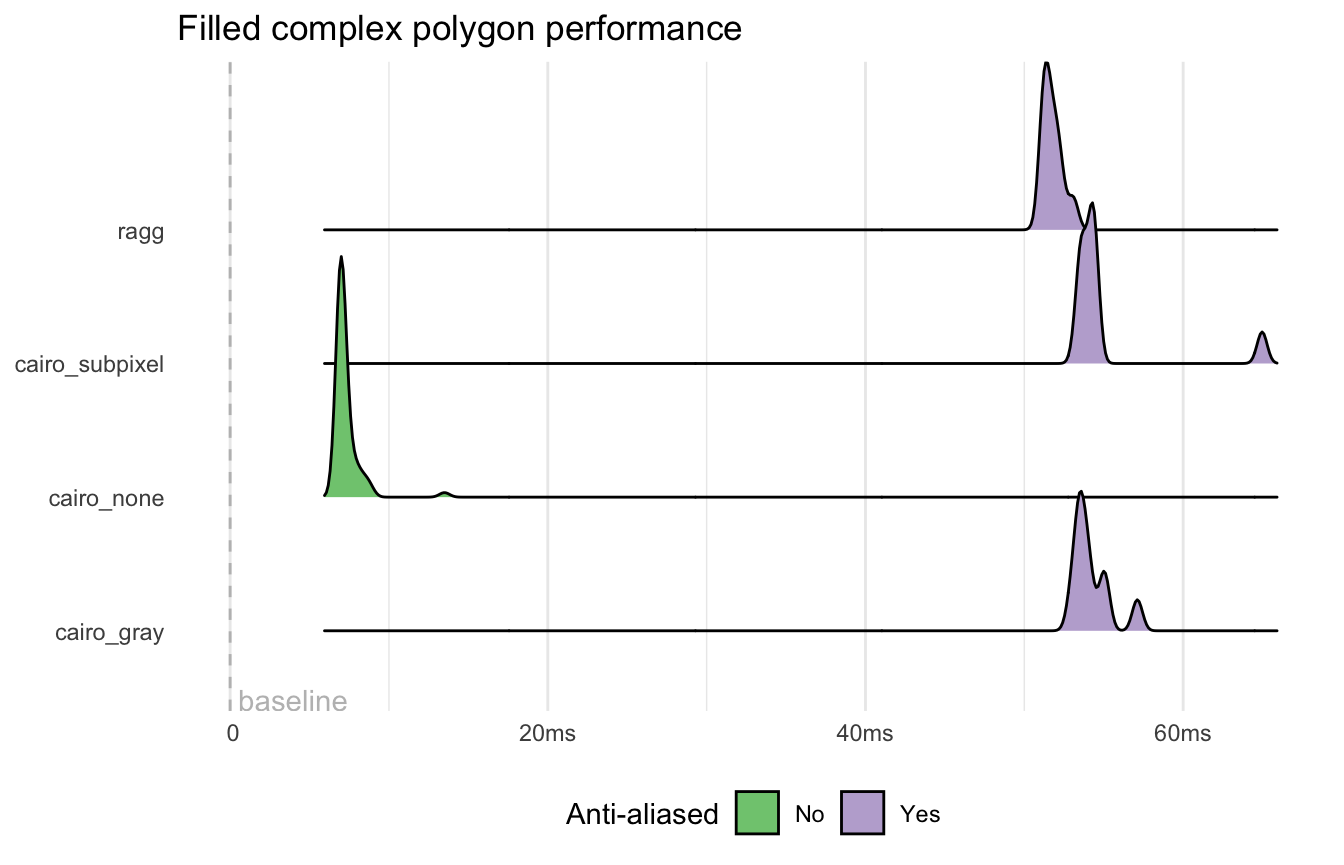 Filled complex polygon performance
ragg
cairo_subpixel
cairo_none
cairo_gray
baseline
0 20ms 40ms 60ms
Anti-aliased No Yes